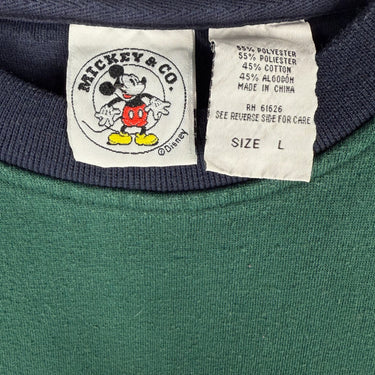 MICKEY & CO.
©Disney
55% POLYESTER
55% POLIESTER
45% COTTON
45% ALGODÓN
MADE IN CHINA
RN 61626
SEE REVERSE SIDE FOR CARE
SIZE L